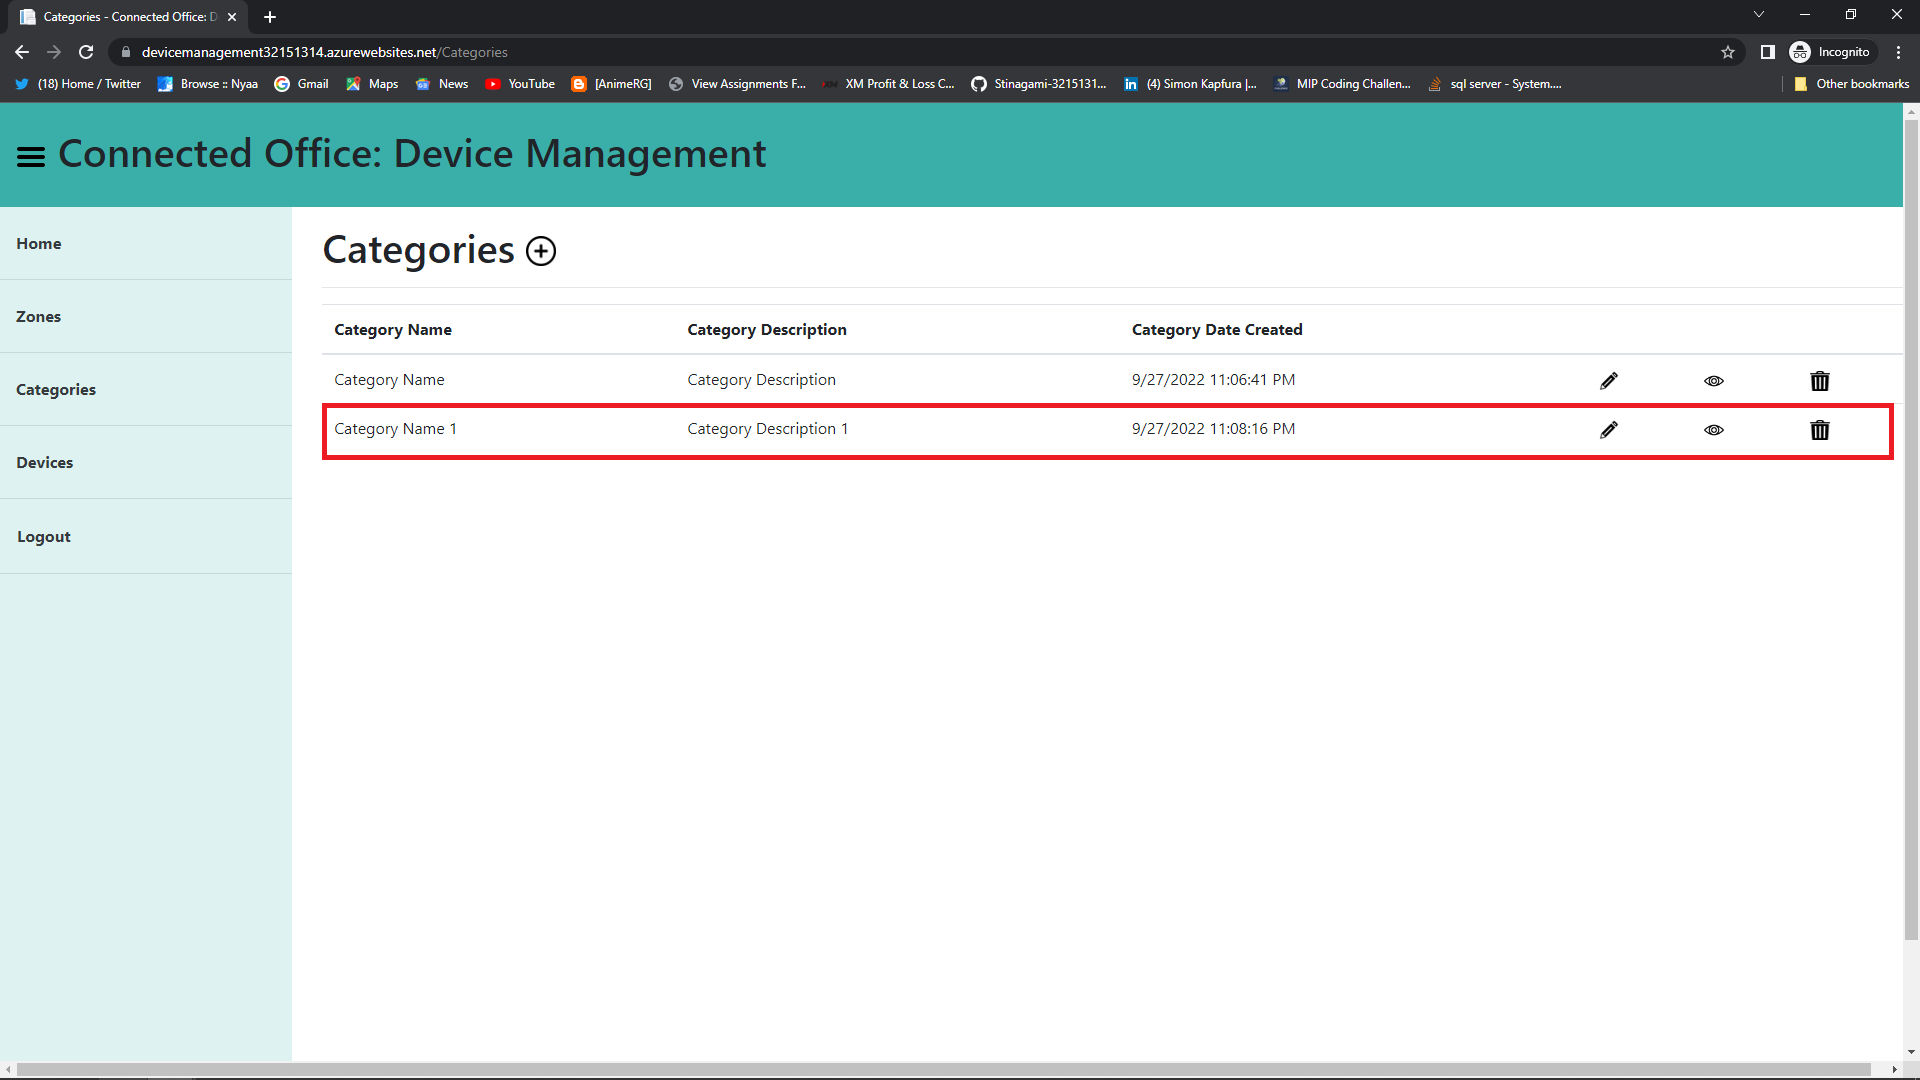 Categories - Connected Office: D
devicemanagement32151314.azurewebsites.net/Categories
Incognito
(18) Home / Twitter
Browse :: Nyaa
Gmail
Maps
News
YouTube
[AnimeRG]
View Assignments F...
XM Profit & Loss C...
Stinagami-3215131...
(4) Simon Kapfura |...
MIP Coding Challen...
sql server - System....
Other bookmarks
Connected Office: Device Management
Home
Zones
Categories
Devices
Logout
Categories
Category Name Category Description Category Date Created
Category Name Category Description 9/27/2022 11:06:41 PM
Category Name 1 Category Description 1 9/27/2022 11:08:16 PM